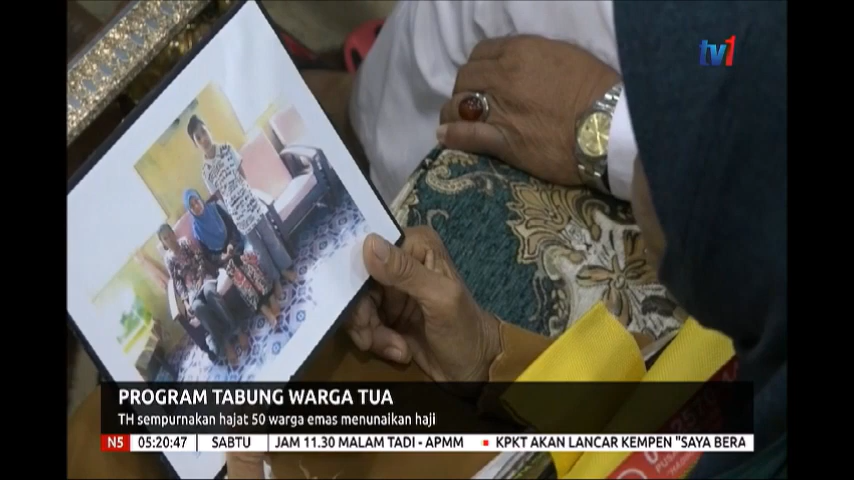 tv1
PROGRAM TABUNG WARGA TUA
TH sempurnakan hajat 50 warga emas menunaikan haji
N5 05:20:47 SABTU JAM 11.30 MALAM TADI - APMM KPKT AKAN LANCAR KEMPEN "SAYA BERA